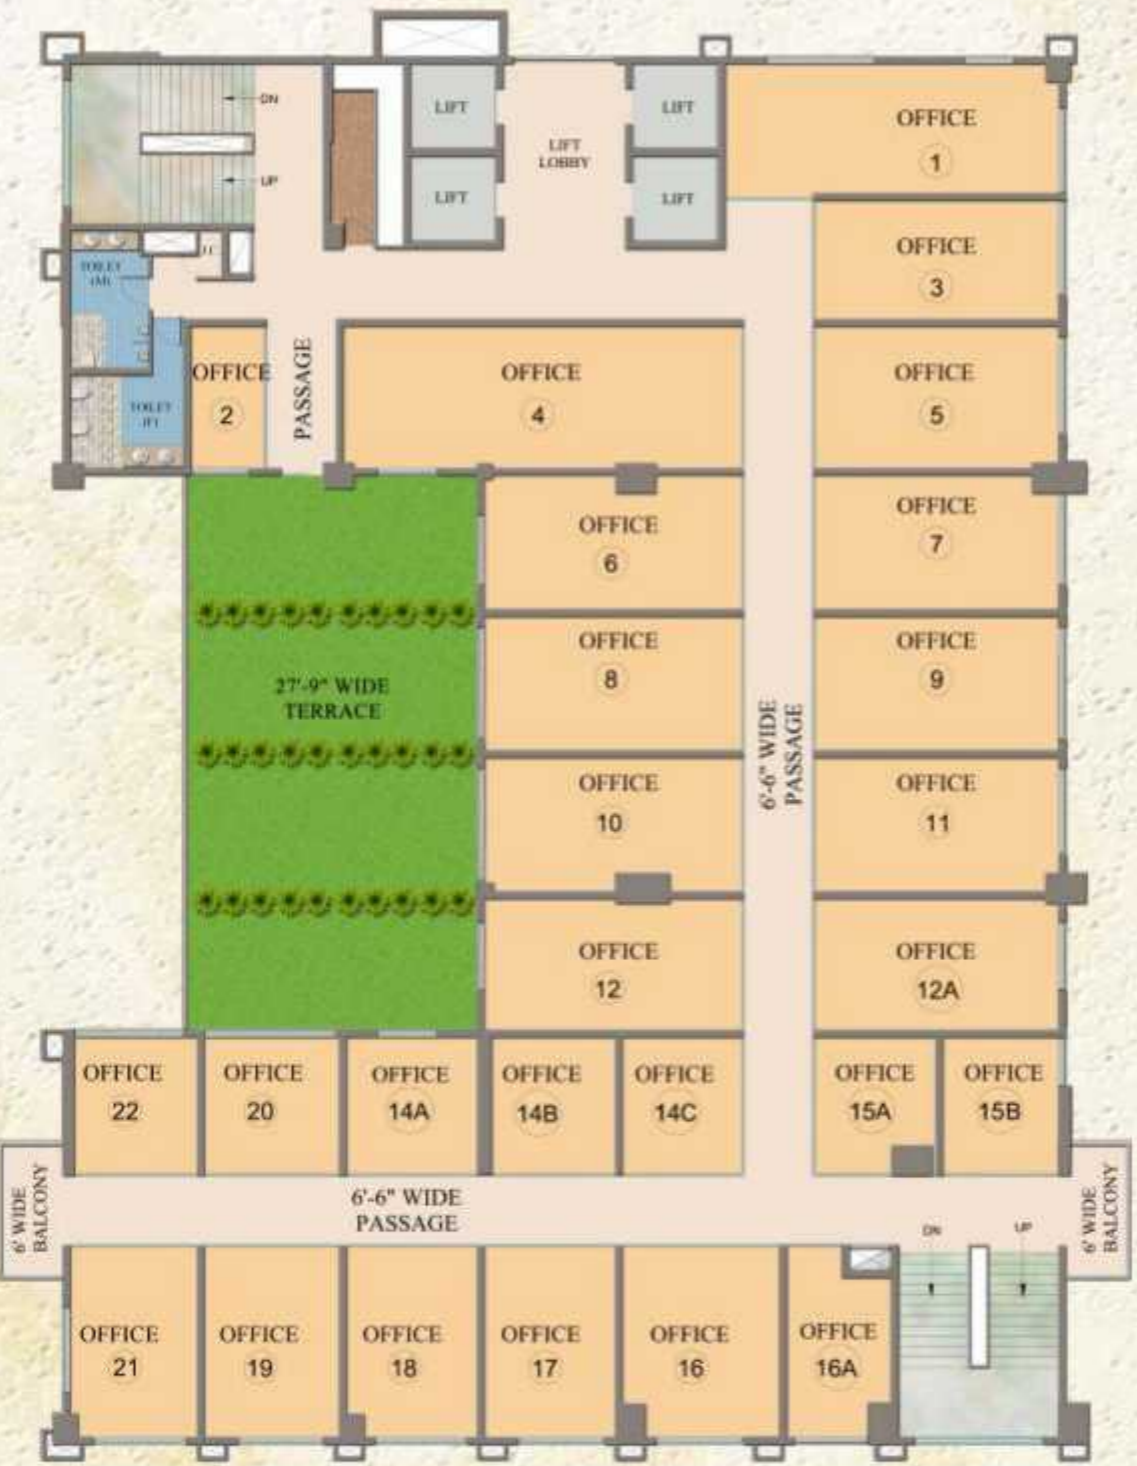 DN
UP
LIFT
LIFT
LIFT
LOBBY
LIFT
LIFT
OFFICE
1
OFFICE
3
TOILET
(M)
OFFICE
2
PASSAGE
OFFICE
4
OFFICE
5
TOILET
(F)
OFFICE
6
OFFICE
7
27'-9" WIDE
TERRACE
OFFICE
8
6'-6" WIDE
PASSAGE
OFFICE
9
OFFICE
10
OFFICE
11
OFFICE
12
OFFICE
12A
OFFICE
22
OFFICE
20
OFFICE
14A
OFFICE
14B
OFFICE
14C
OFFICE
15A
OFFICE
15B
6' WIDE
BALCONY
6'-6" WIDE
PASSAGE
DN
UP
6' WIDE
BALCONY
OFFICE
21
OFFICE
19
OFFICE
18
OFFICE
17
OFFICE
16
OFFICE
16A